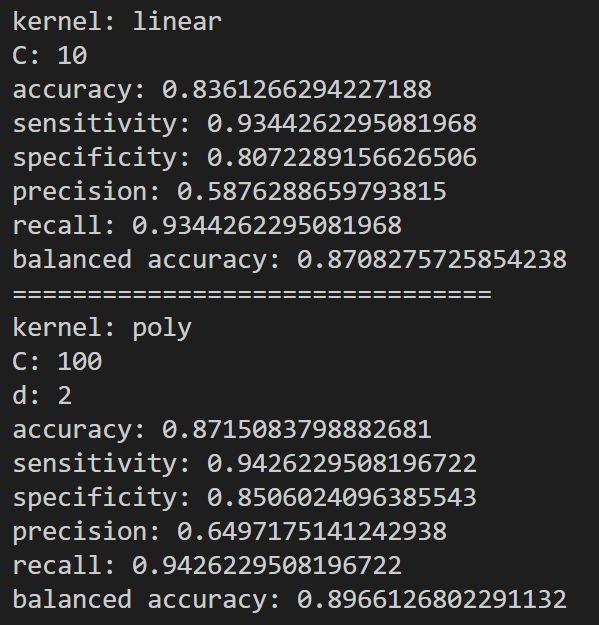 kernel: linear
C: 10
accuracy: 0.8361266294227188
sensitivity: 0.9344262295081968
specificity: 0.8072289156626506
precision: 0.5876288659793815
recall: 0.9344262295081968
balanced accuracy: 0.8708275725854238
================================
kernel: poly
C: 100
d: 2
accuracy: 0.8715083798882681
sensitivity: 0.9426229508196722
specificity: 0.8506024096385543
precision: 0.6497175141242938
recall: 0.9426229508196722
balanced accuracy: 0.8966126802291132